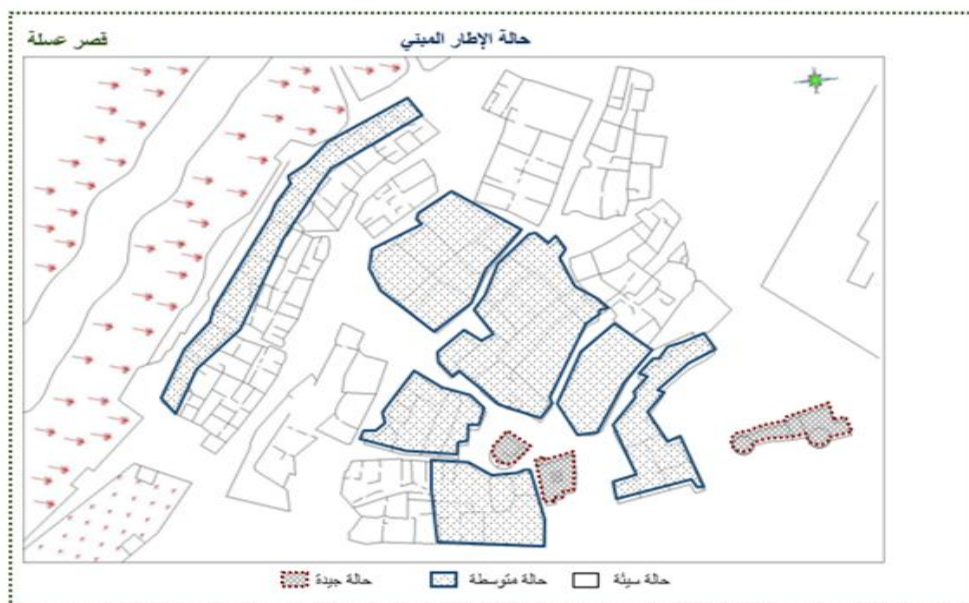 قصر عسلة
حالة الإطار المبني
حالة جيدة
حالة متوسطة
حالة سيئة